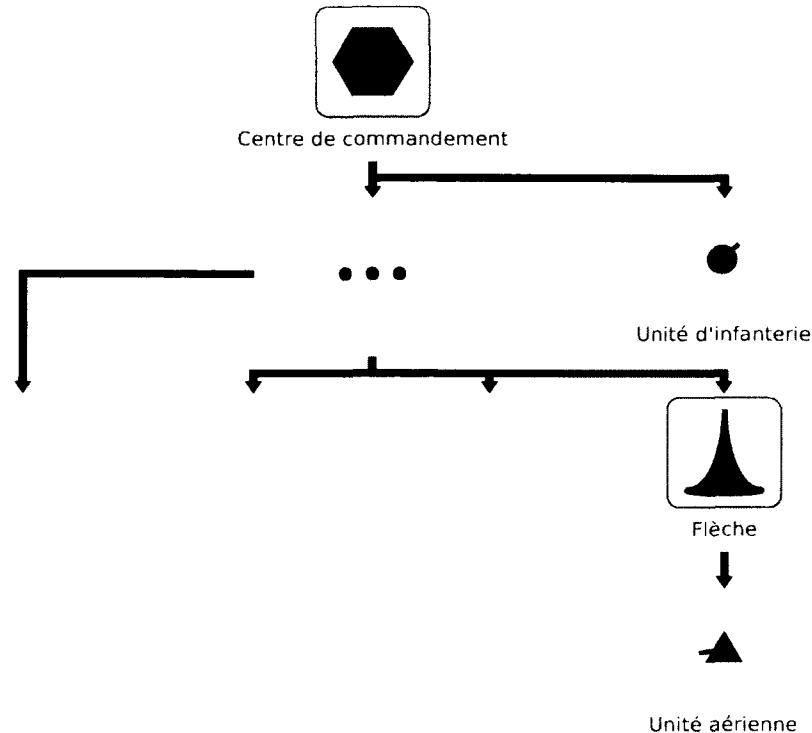 Centre de commandement
Unité d'infanterie
Flèche
Unité aérienne